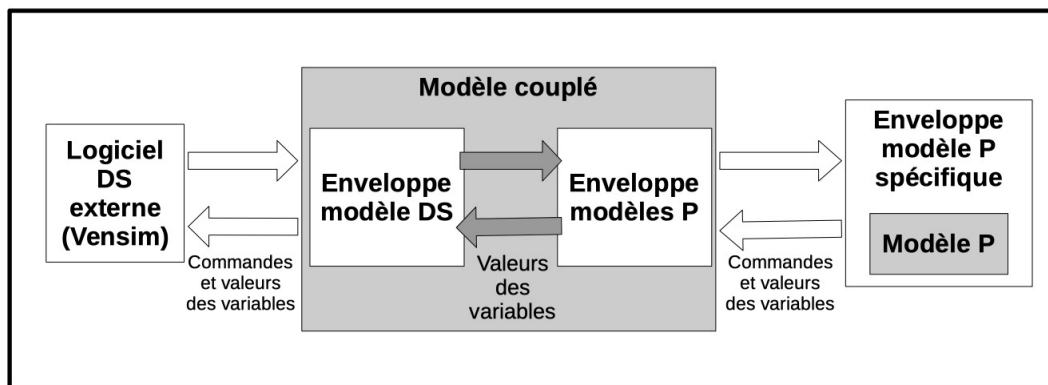 Modèle couplé
Logiciel
DS
externe
(Vensim)
Commandes
et valeurs
des variables
Enveloppe
modèle DS
Valeurs
des
variables
Enveloppe
modèles P
Commandes
et valeurs
des variables
Enveloppe
modèle P
spécifique
Modèle P